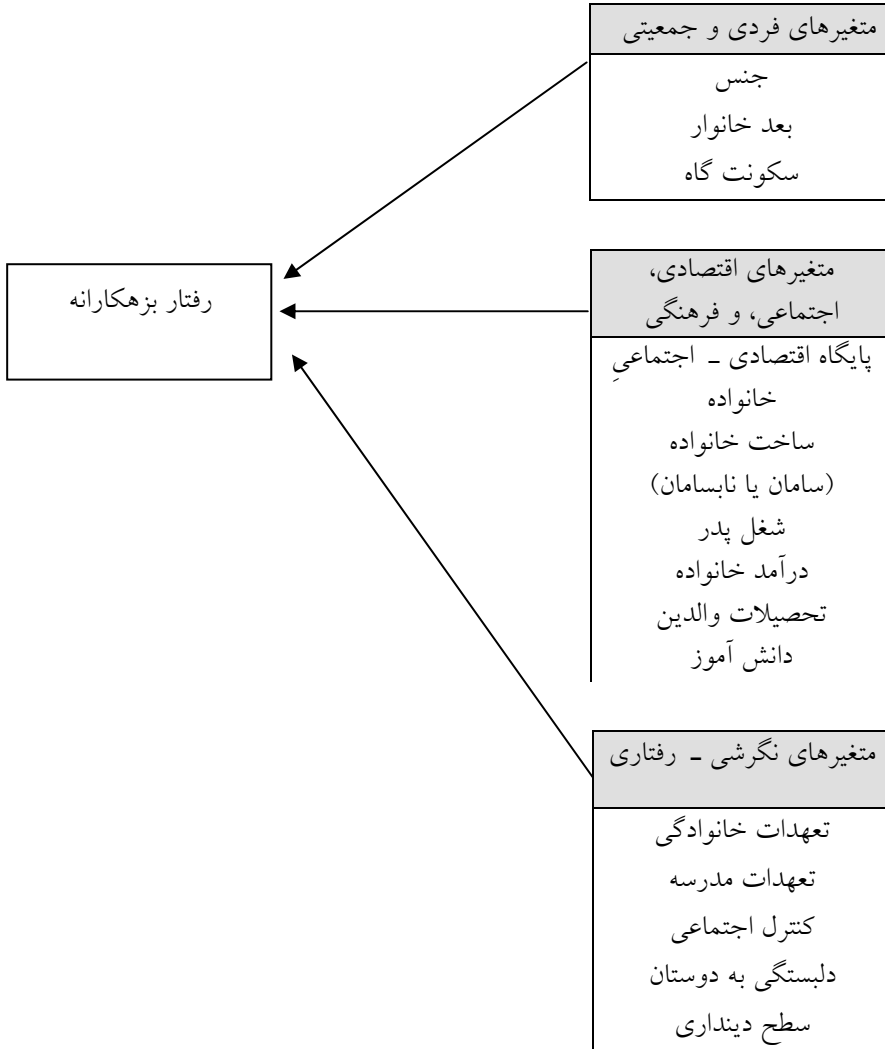 متغیرهای فردی و جمعیتی
جنس
بعد خانوار
سکونت گاه
رفتار بزهکارانه
متغیرهای اقتصادی،
اجتماعی، و فرهنگی
پایگاه اقتصادی ـ اجتماعیِ
خانواده
ساخت خانواده
(سامان یا نابسامان)
شغل پدر
درآمد خانواده
تحصیلات والدین
دانش آموز
متغیرهای نگرشی ـ رفتاری
تعهدات خانوادگی
تعهدات مدرسه
کنترل اجتماعی
دلبستگی به دوستان
سطح دینداری